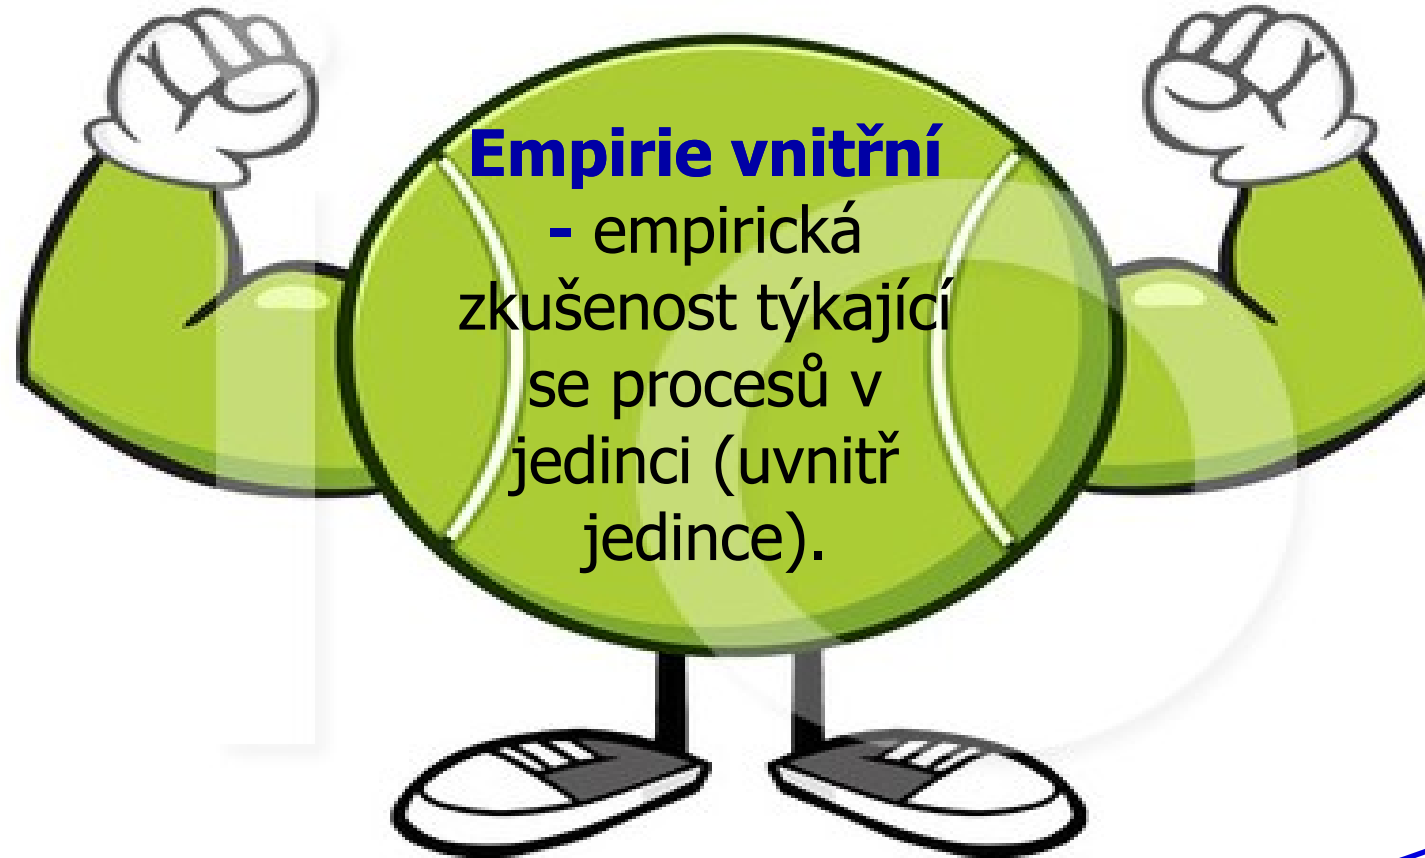 Empirie vnitřní
- empirická
zkušenost týkající
se procesů v
jedinci (uvnitř
jedince).